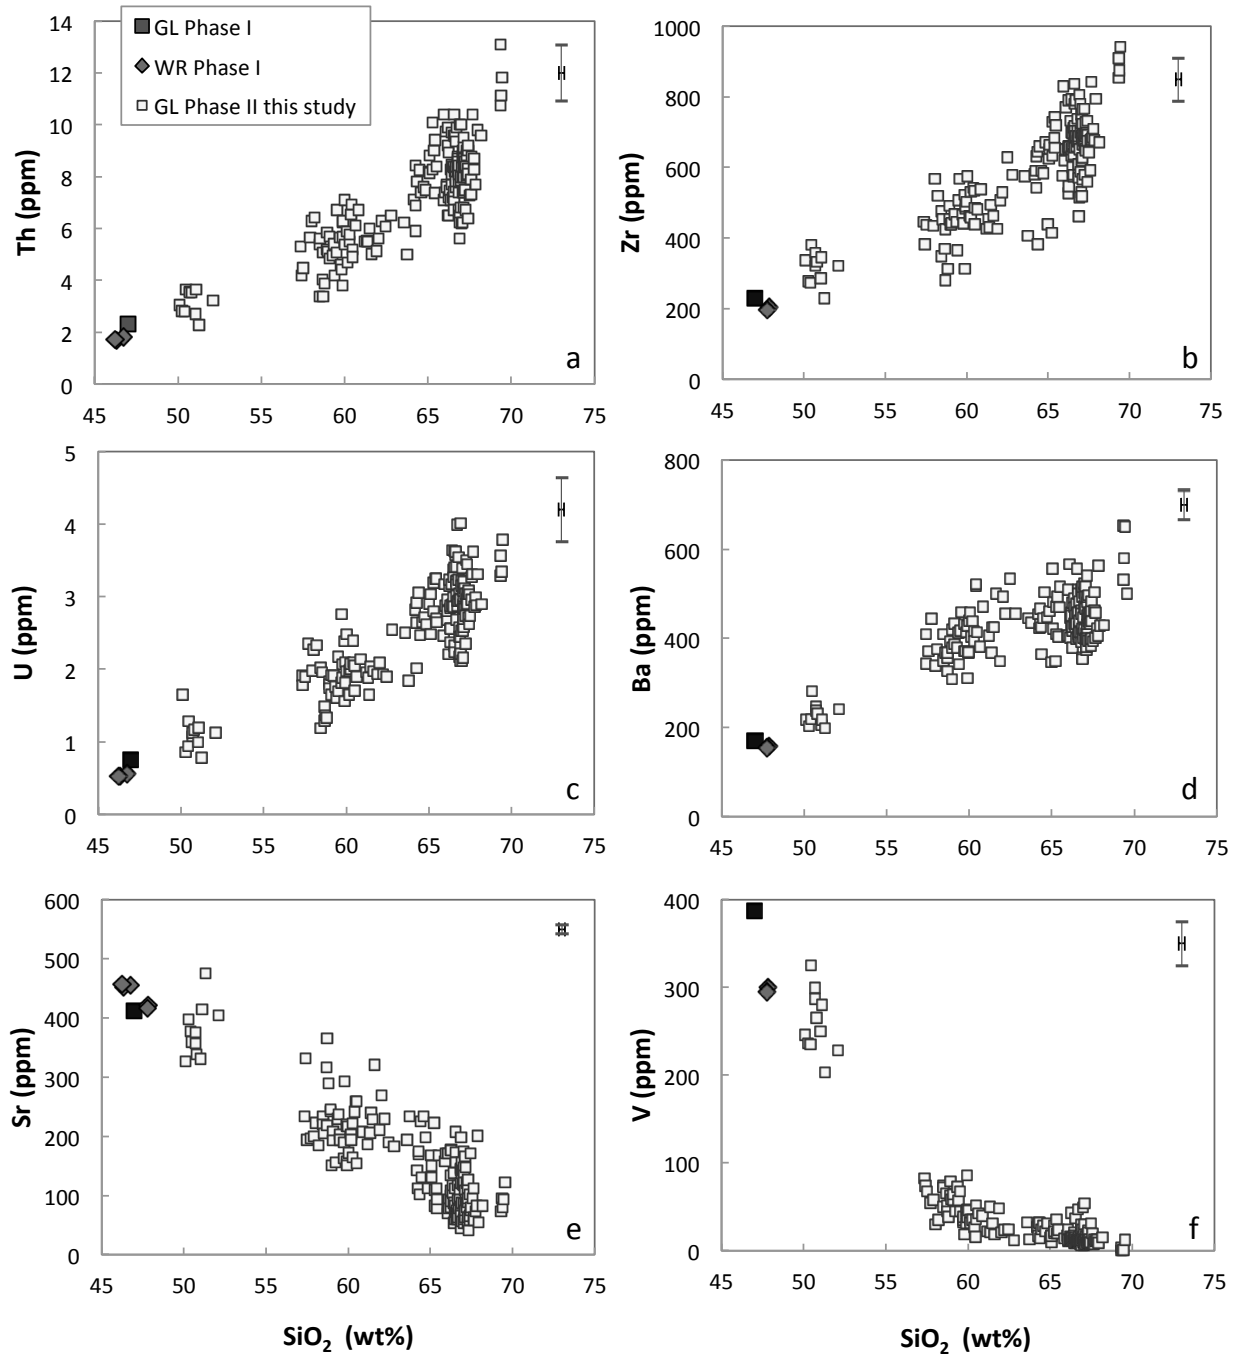 GL Phase I
WR Phase I
GL Phase II this study
Th (ppm)
14
12
10
8
6
4
2
0
45 50 55 60 65 70 75
a
Zr (ppm)
1000
800
600
400
200
0
45 50 55 60 65 70 75
b
U (ppm)
5
4
3
2
1
0
45 50 55 60 65 70 75
c
Ba (ppm)
800
600
400
200
0
45 50 55 60 65 70 75
d
Sr (ppm)
600
500
400
300
200
100
0
45 50 55 60 65 70 75
e
SiO₂ (wt%)
V (ppm)
400
300
200
100
0
45 50 55 60 65 70 75
f
SiO₂ (wt%)